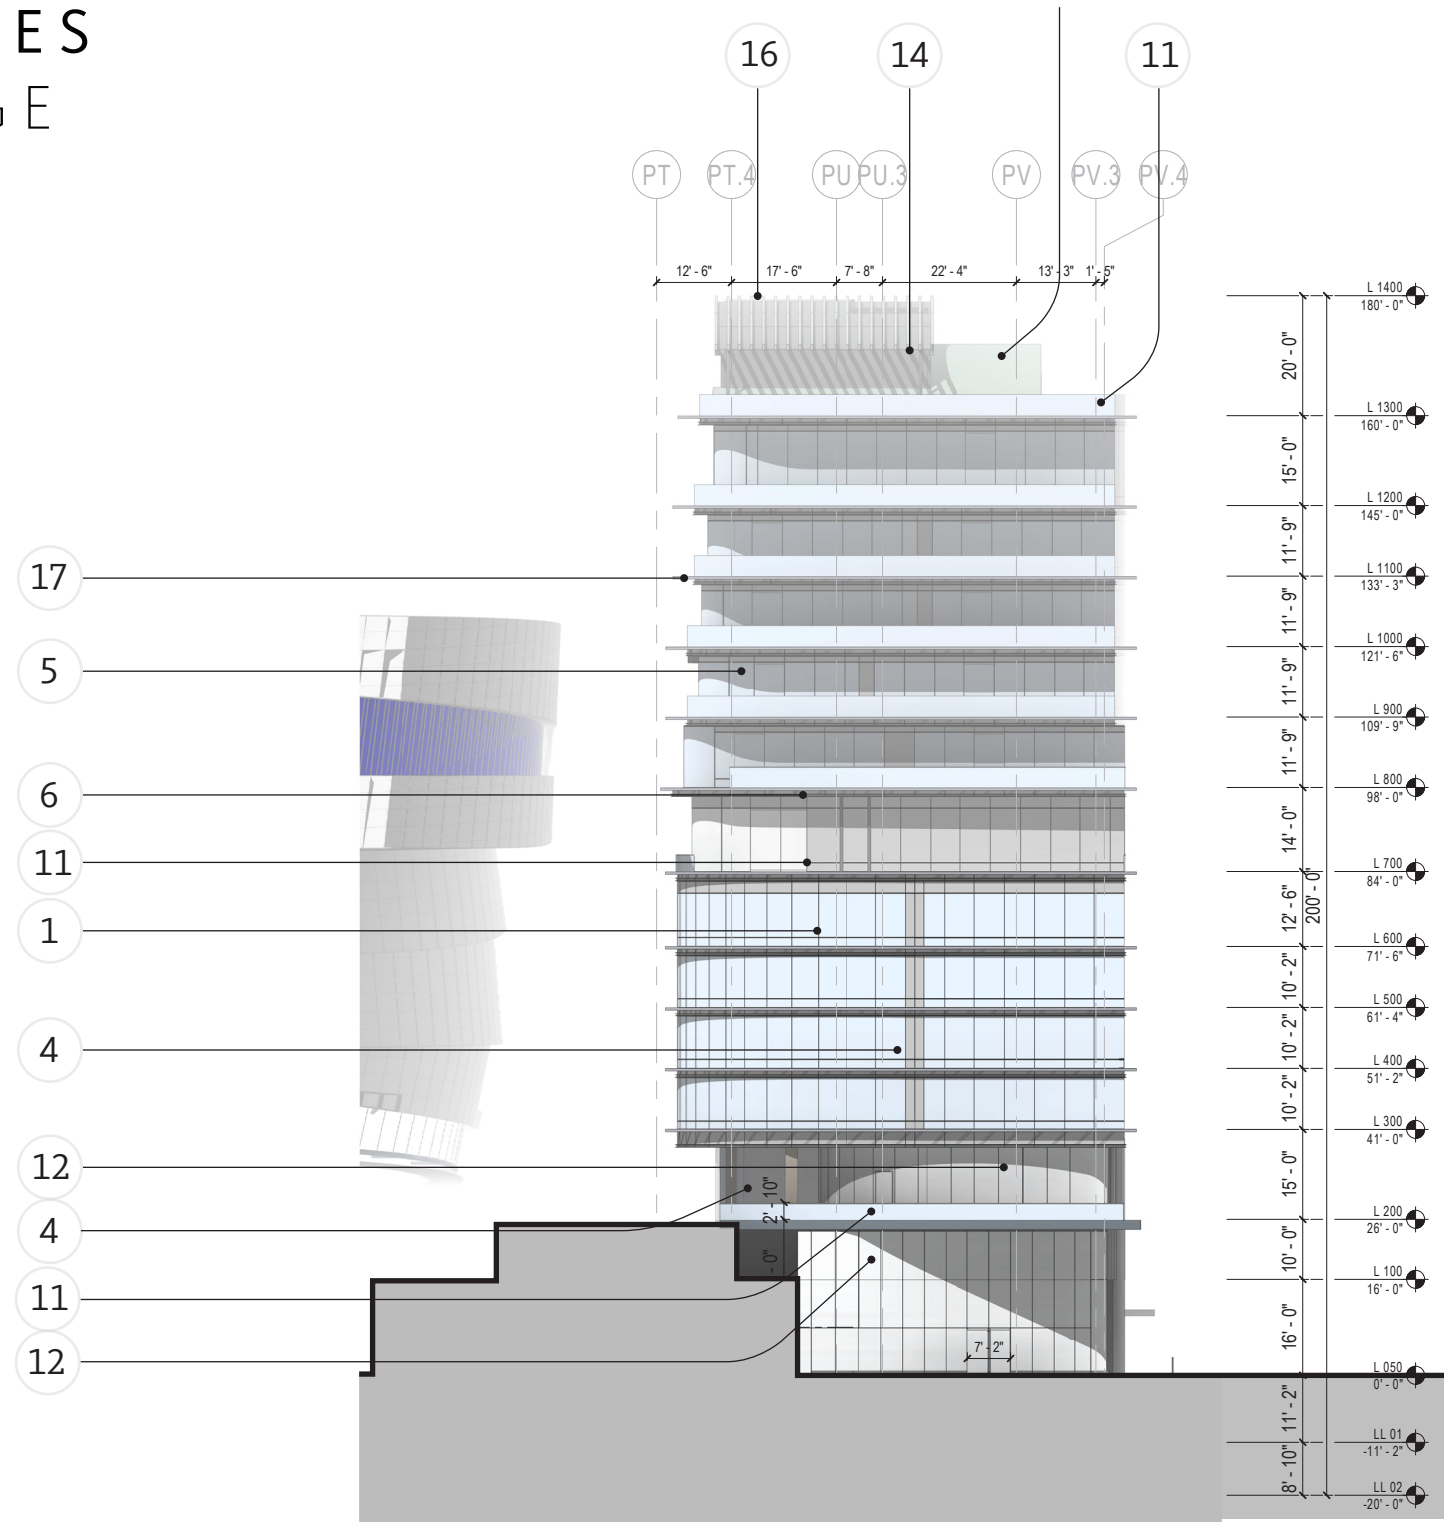 ES
GE
16
14
11
PT
PT.4
PU
PU.3
PV
PV.3
PV.4
12' - 6"
17' - 6"
7' - 8"
22' - 4"
13' - 3"
1' - 5"
L 1400
180' - 0"
20' - 0"
L 1300
160' - 0"
15' - 0"
L 1200
145' - 0"
11' - 9"
17
L 1100
133' - 3"
11' - 9"
L 1000
121' - 6"
5
11' - 9"
L 900
109' - 9"
11' - 9"
6
L 800
98' - 0"
14' - 0"
11
L 700
84' - 0"
200' - 0"
12' - 6"
1
L 600
71' - 6"
10' - 2"
L 500
61' - 4"
10' - 2"
4
L 400
51' - 2"
10' - 2"
L 300
41' - 0"
12
15' - 0"
2' - 10"
4
L 200
26' - 0"
- 0"
10' - 0"
L 100
16' - 0"
11
16' - 0"
12
7' - 2"
L 050
0' - 0"
11' - 2"
LL 01
-11' - 2"
8' - 10"
LL 02
-20' - 0"